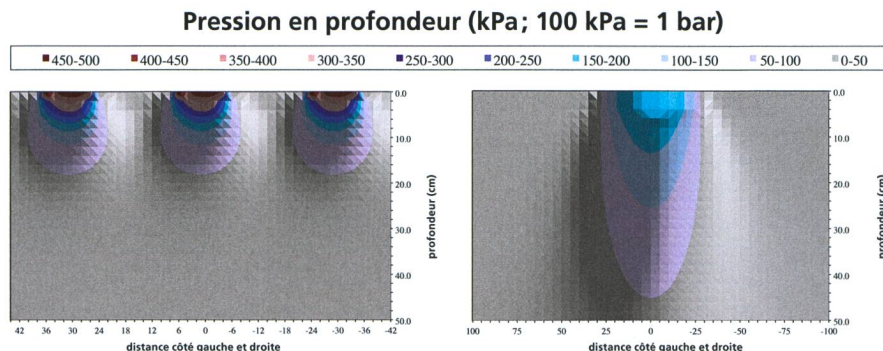 Pression en profondeur (kPa; 100 kPa = 1 bar)
450-500 400-450 350-400 300-350 250-300 200-250 150-200 100-150 50-100 0-50
0.0
10.0
20.0
30.0
40.0
50.0
profondeur (cm)
44 42 36 30 24 18 12 6 0 -6 -12 -18 -24 -30 -36 -42
distance côté gauche et droite
0.0
10.0
20.0
30.0
40.0
50.0
profondeur (cm)
100 75 50 25 0 -25 -50 -75 -100
distance côté gauche et droite